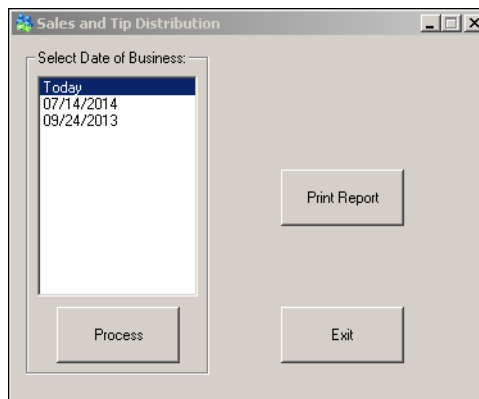 Sales and Tip Distribution
Select Date of Business:
Today
07/14/2014
09/24/2013
Print Report
Process
Exit